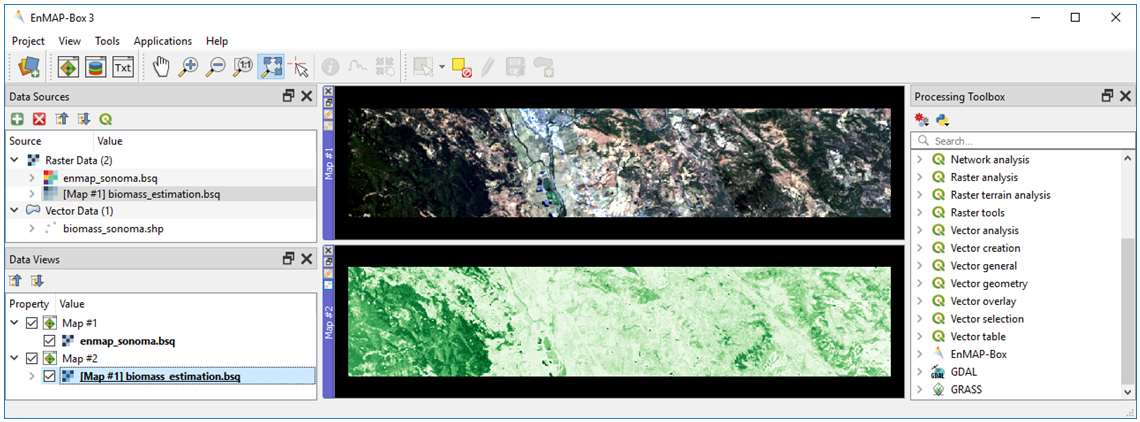 EnMAP-Box 3
Project View Tools Applications Help
Txt 1:1
Data Sources
Source Value
Raster Data (2)
enmap_sonoma.bsq
[Map #1] biomass_estimation.bsq
Vector Data (1)
biomass_sonoma.shp
Data Views
Property Value
Map #1
enmap_sonoma.bsq
Map #2
[Map #1] biomass_estimation.bsq
Map #1
Map #2
Processing Toolbox
Search...
Network analysis
Raster analysis
Raster terrain analysis
Raster tools
Vector analysis
Vector creation
Vector general
Vector geometry
Vector overlay
Vector selection
Vector table
EnMAP-Box
GDAL GDAL
GRASS